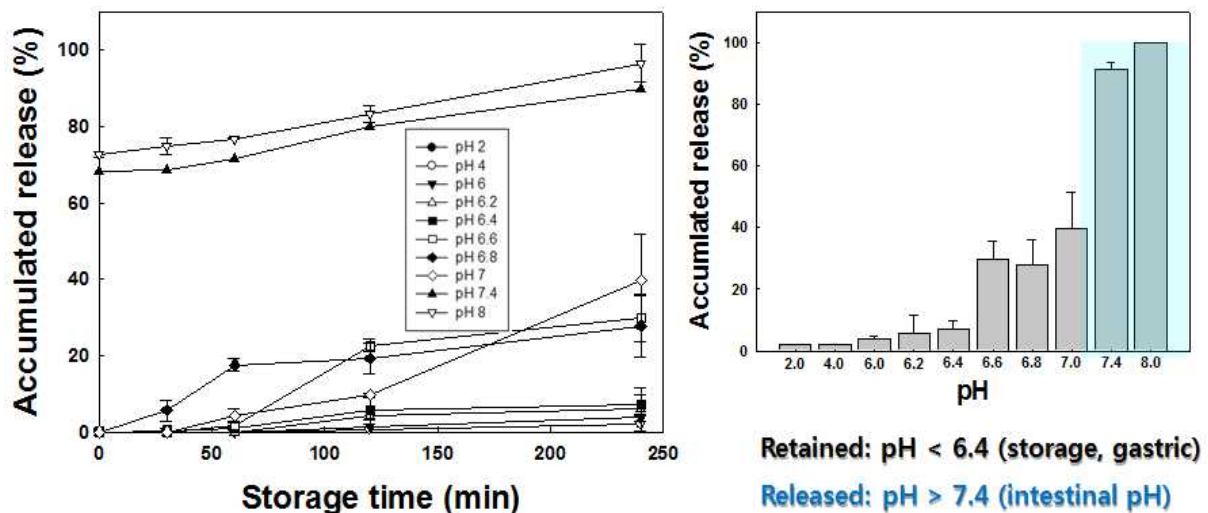 Accumulated release (%)
100
80
60
40
20
0
pH 2
pH 4
pH 6
pH 6.2
pH 6.4
pH 6.6
pH 6.8
pH 7
pH 7.4
pH 8
0 50 100 150 200 250
Storage time (min)
Accumlated release (%)
100
80
60
40
20
0
2.0 4.0 6.0 6.2 6.4 6.6 6.8 7.0 7.4 8.0
pH
Retained: pH < 6.4 (storage, gastric)
Released: pH > 7.4 (intestinal pH)